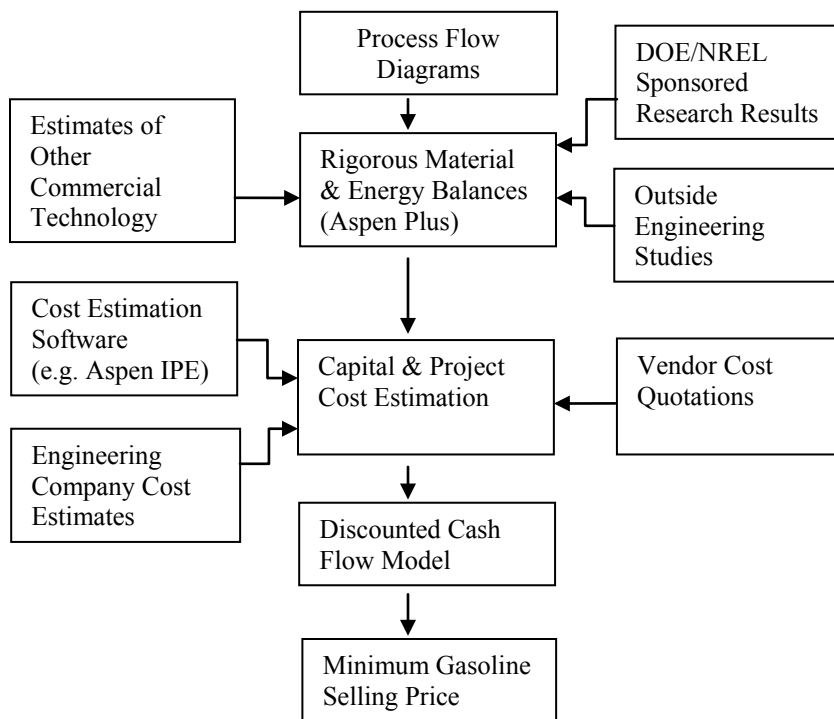 Process Flow
Diagrams
DOE/NREL
Sponsored
Research Results
Estimates of
Other
Commercial
Technology
Rigorous Material
& Energy Balances
(Aspen Plus)
Outside
Engineering
Studies
Cost Estimation
Software
(e.g. Aspen IPE)
Capital & Project
Cost Estimation
Vendor Cost
Quotations
Engineering
Company Cost
Estimates
Discounted Cash
Flow Model
Minimum Gasoline
Selling Price